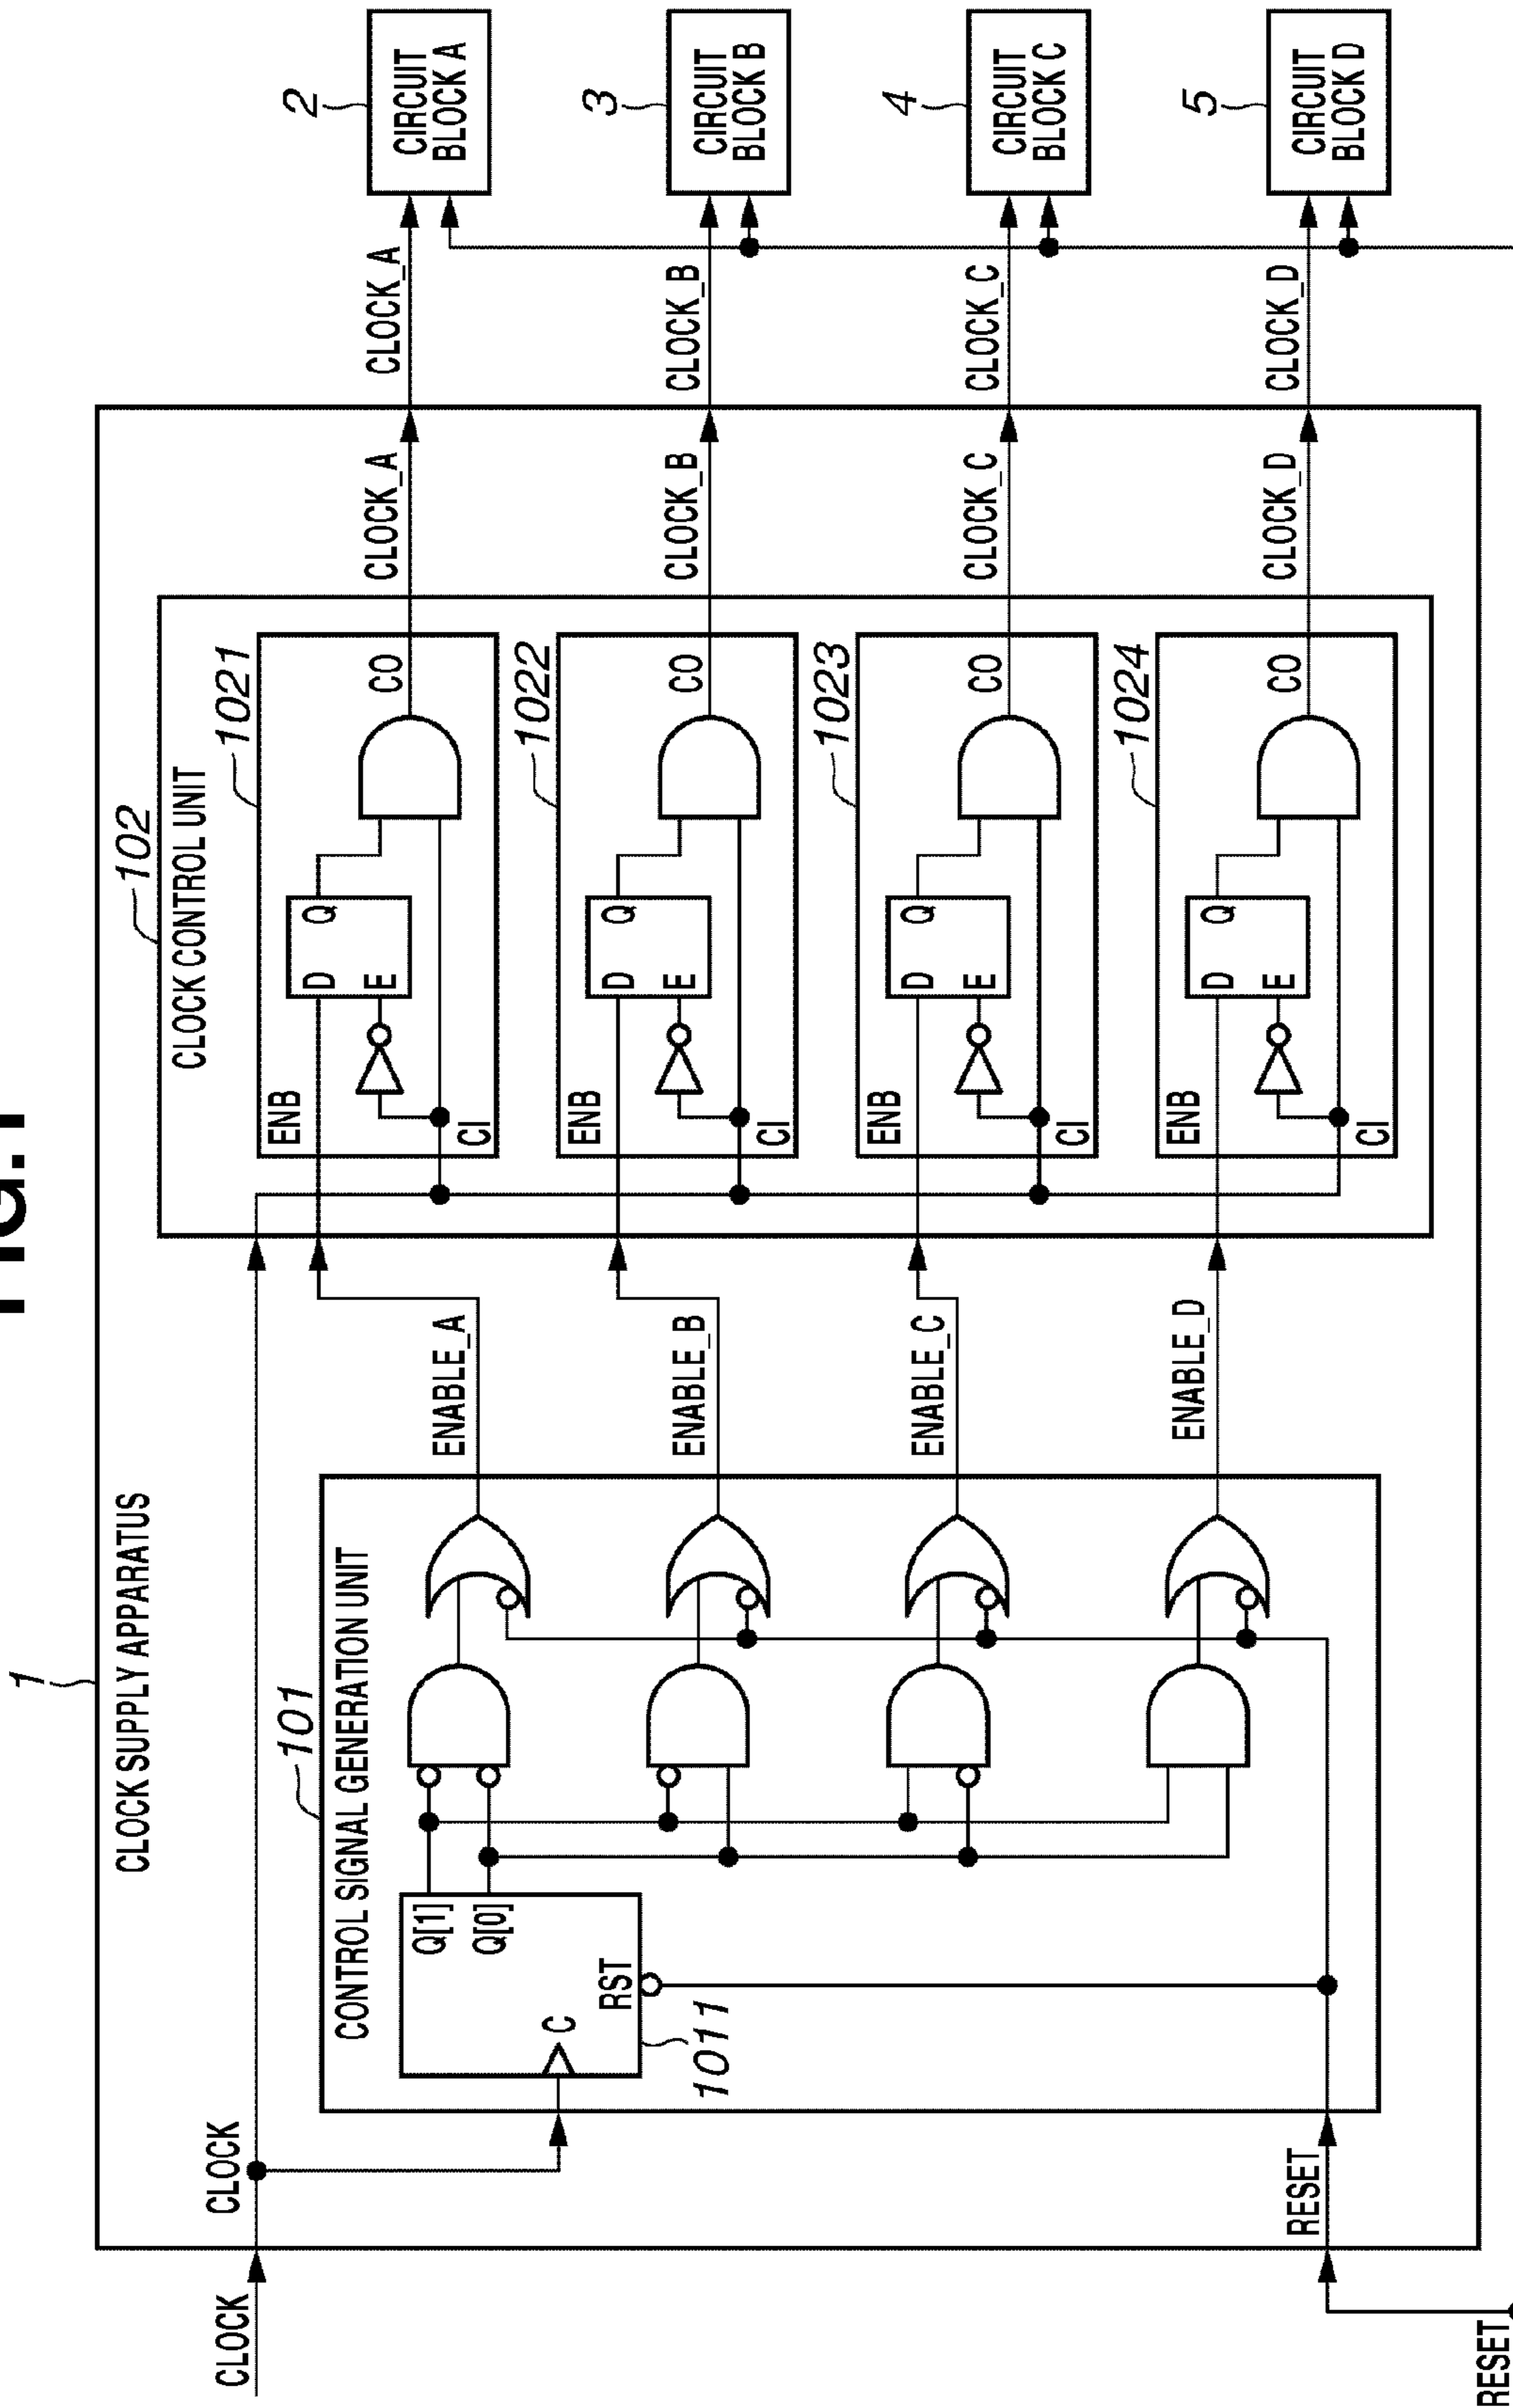 FIG. 1
1
CLOCK SUPPLY APPARATUS
CLOCK
CLOCK
101
CONTROL SIGNAL GENERATION UNIT
Q[1]
Q[0]
C
RST
1011
RESET
RESET
ENABLE_A
ENABLE_B
ENABLE_C
ENABLE_D
102
CLOCK CONTROL UNIT
1021
ENB
D
Q
E
CI
CO
1022
ENB
D
Q
E
CI
CO
1023
ENB
D
Q
E
CI
CO
1024
ENB
D
Q
E
CI
CO
CLOCK_A
CLOCK_B
CLOCK_C
CLOCK_D
CLOCK_A
CLOCK_B
CLOCK_C
CLOCK_D
2
CIRCUIT
BLOCK A
3
CIRCUIT
BLOCK B
4
CIRCUIT
BLOCK C
5
CIRCUIT
BLOCK D